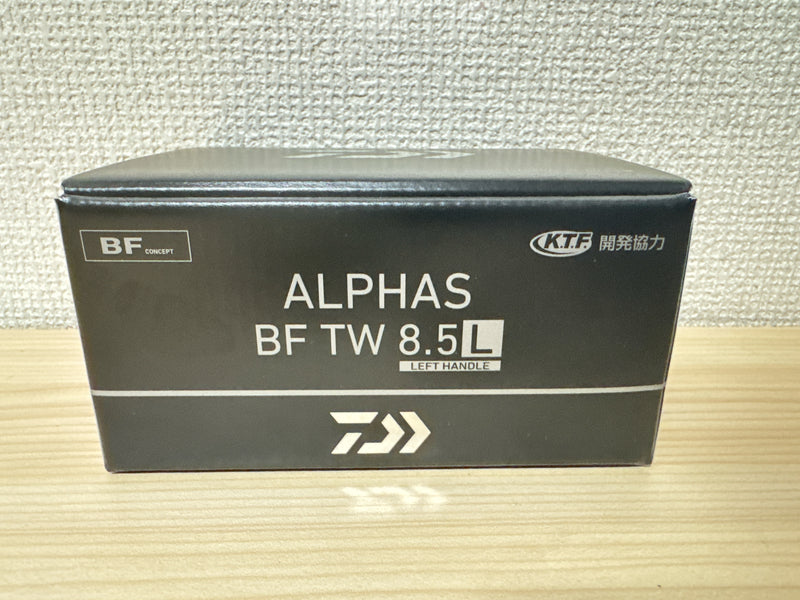 BF CONCEPT
K.T.F. 開発協力
ALPHAS
BF TW 8.5L
LEFT HANDLE